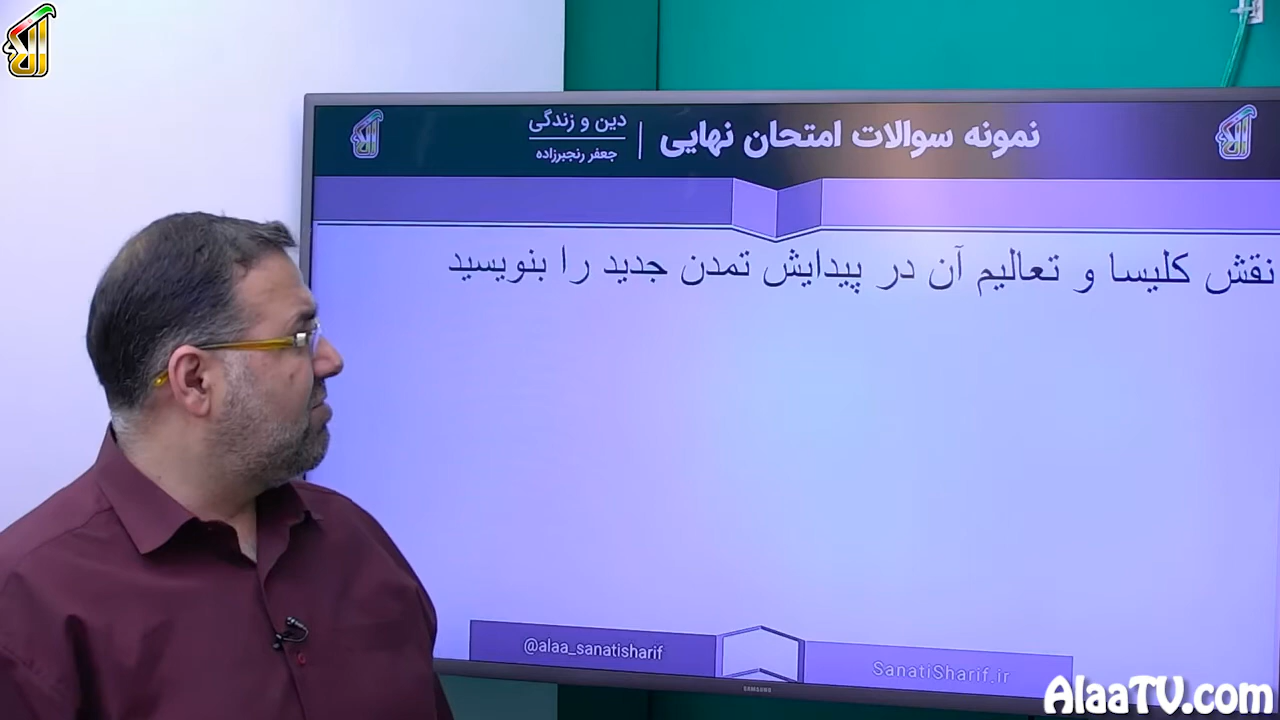 نمونه سوالات امتحان نهایی
دین و زندگی
جعفر رنجبرزاده
نقش کلیسا و تعالیم آن در پیدایش تمدن جدید را بنویسید
@alaa_sanatisharif
SanatiSharif.ir
SAMSUNG
AlaaTV.com